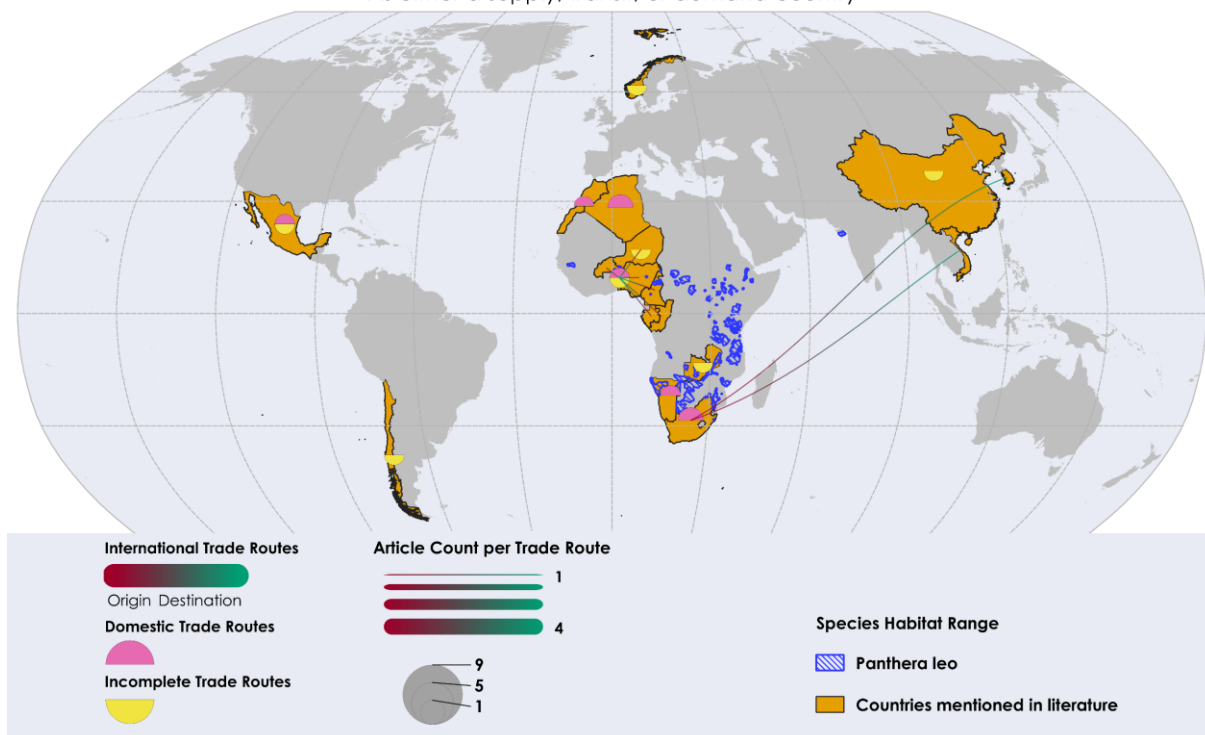 International Trade Routes
Origin Destination
Domestic Trade Routes
Incomplete Trade Routes
Article Count per Trade Route
1
4
9
5
1
Species Habitat Range
Panthera leo
Countries mentioned in literature